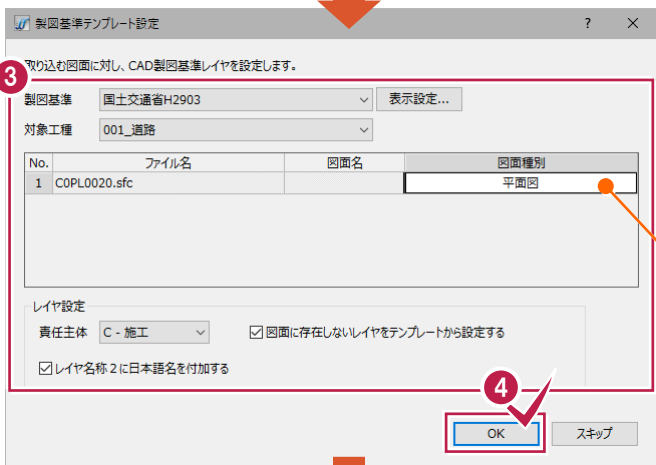 製図基準テンプレート設定 ? ×
取り込む図面に対し、CAD製図基準レイヤを設定します。
3
製図基準 国土交通省H2903 表示設定...
対象工種 001_道路
No. ファイル名 図面名 図面種別
1 C0PL0020.sfc 平面図
レイヤ設定
責任主体 C - 施工 図面に存在しないレイヤをテンプレートから設定する
レイヤ名称２に日本語名を付加する
4
OK スキップ